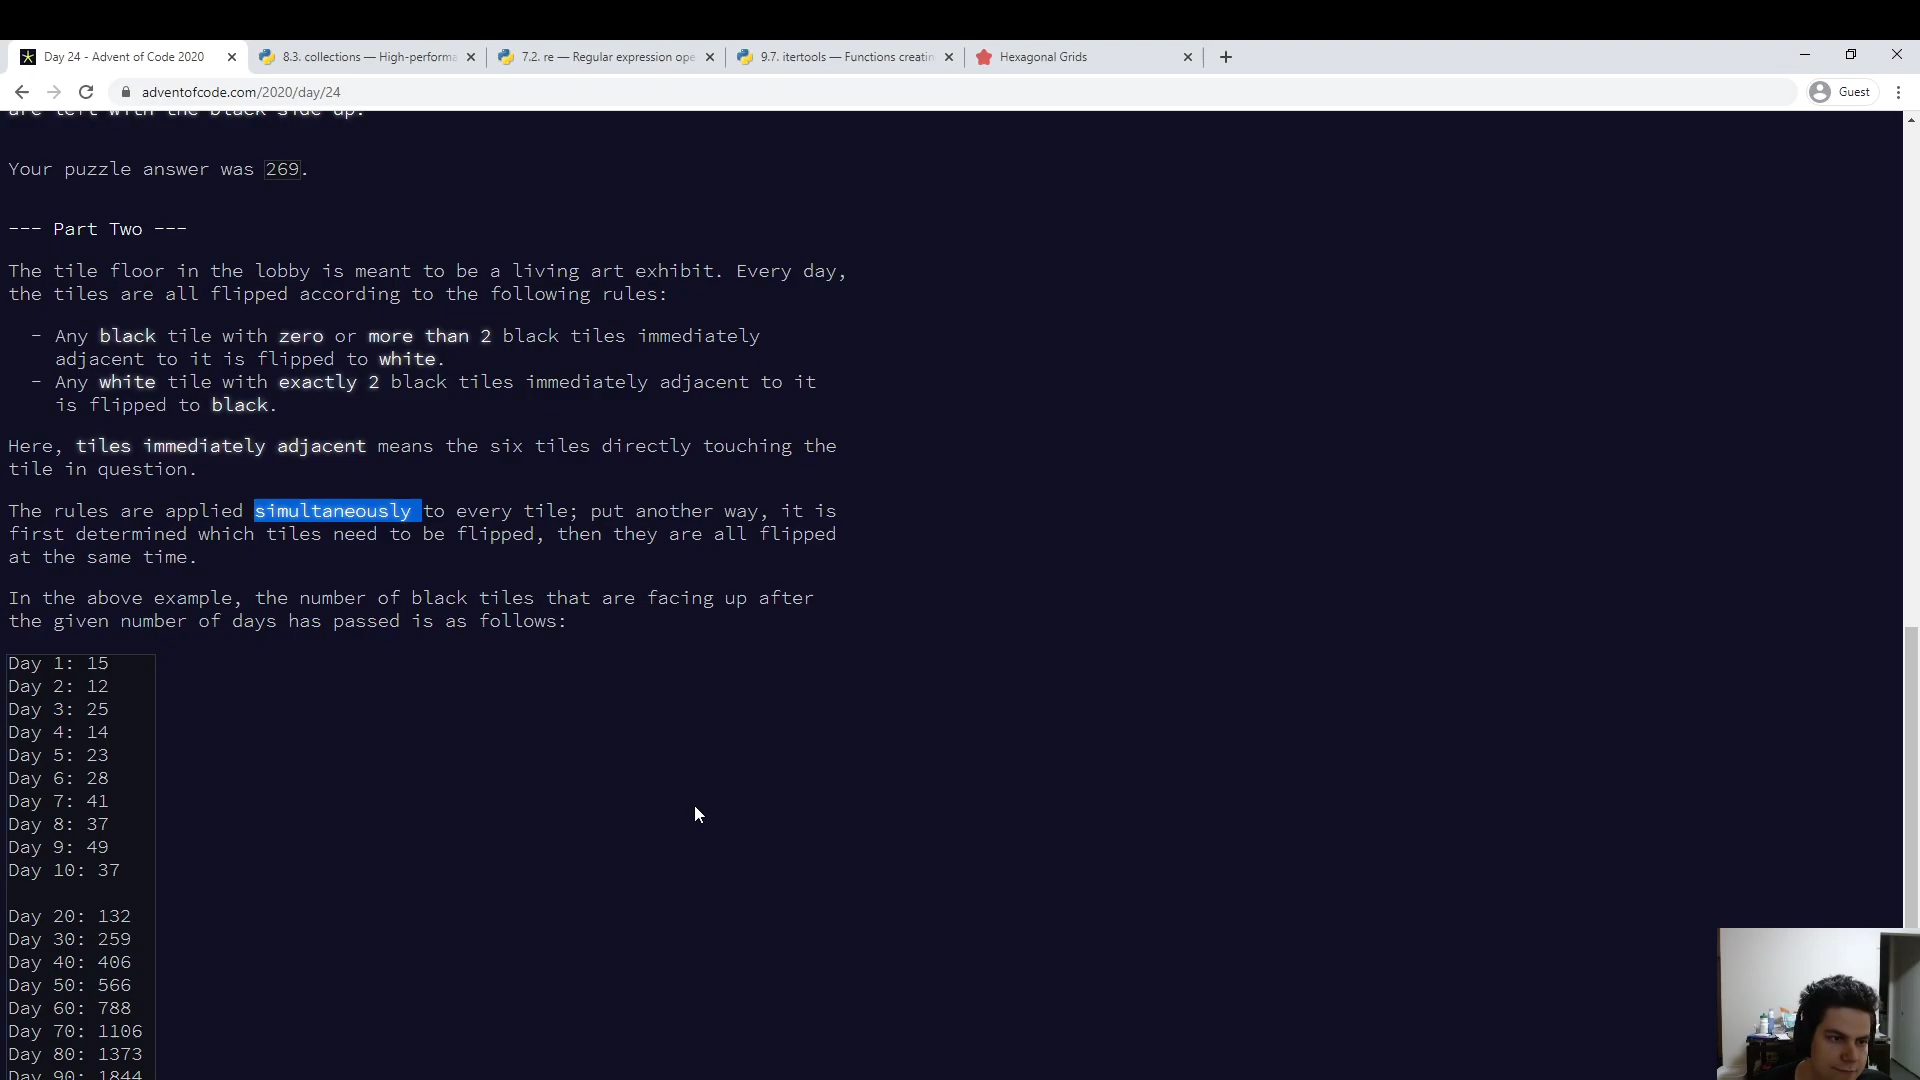 Day 24 - Advent of Code 2020
8.3. collections — High-performa
7.2. re — Regular expression ope
9.7. itertools — Functions creatin
Hexagonal Grids
adventofcode.com/2020/day/24
Guest
are left with the black side up?
Your puzzle answer was 269.
--- Part Two ---
The tile floor in the lobby is meant to be a living art exhibit. Every day,
the tiles are all flipped according to the following rules:
- Any black tile with zero or more than 2 black tiles immediately
adjacent to it is flipped to white.
- Any white tile with exactly 2 black tiles immediately adjacent to it
is flipped to black.
Here, tiles immediately adjacent means the six tiles directly touching the
tile in question.
The rules are applied simultaneously to every tile; put another way, it is
first determined which tiles need to be flipped, then they are all flipped
at the same time.
In the above example, the number of black tiles that are facing up after
the given number of days has passed is as follows:
Day 1: 15
Day 2: 12
Day 3: 25
Day 4: 14
Day 5: 23
Day 6: 28
Day 7: 41
Day 8: 37
Day 9: 49
Day 10: 37
Day 20: 132
Day 30: 259
Day 40: 406
Day 50: 566
Day 60: 788
Day 70: 1106
Day 80: 1373
Day 90: 1844